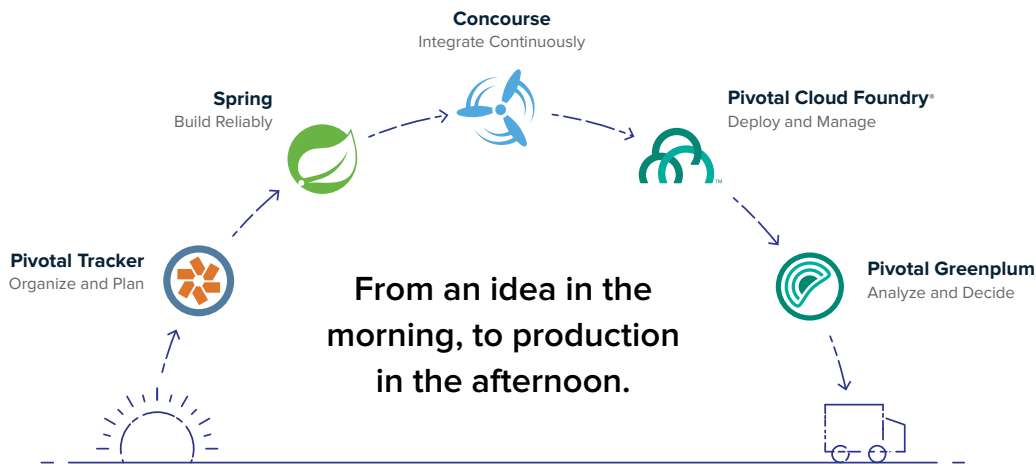 Concourse
Integrate Continuously
Spring
Build Reliably
Pivotal Cloud Foundry®
Deploy and Manage
TM
Pivotal Tracker
Organize and Plan
Pivotal Greenplum
Analyze and Decide
From an idea in the
morning, to production
in the afternoon.